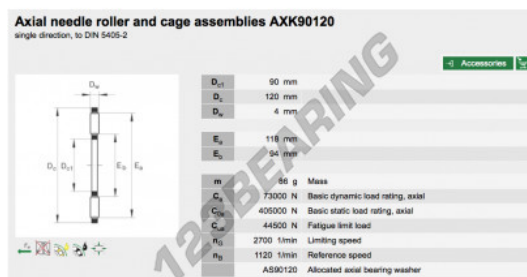 Axial needle roller and cage assemblies AXK90120
single direction, to DIN 5405-2
Accessories
Dc1 90 mm
Dc 120 mm
Dw 4 mm
Ea 118 mm
Eb 94 mm
m 86 g Mass
Ca 73000 N Basic dynamic load rating, axial
C0a 405000 N Basic static load rating, axial
Cua 44500 N Fatigue limit load
nG 2700 1/min Limiting speed
nB 1120 1/min Reference speed
AS90120 Allocated axial bearing washer
Dw
Dc Dc1 Eb Ea
123BEARING